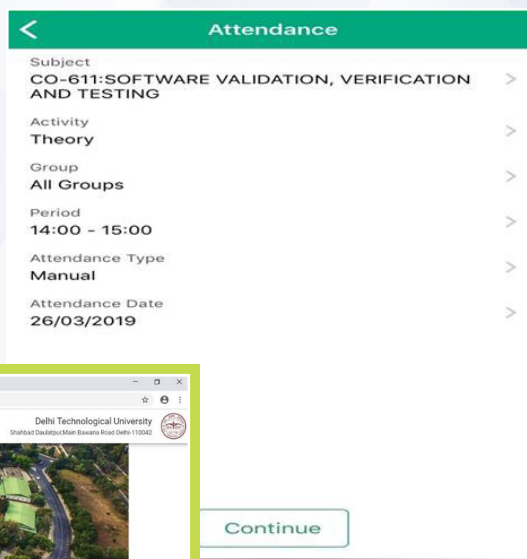 Attendance
Subject
CO-611:SOFTWARE VALIDATION, VERIFICATION
AND TESTING
Activity
Theory
Group
All Groups
Period
14:00 - 15:00
Attendance Type
Manual
Attendance Date
26/03/2019
Delhi Technological University
Shahbad Daulatpur,Main Bawana Road Delhi-110042
Continue